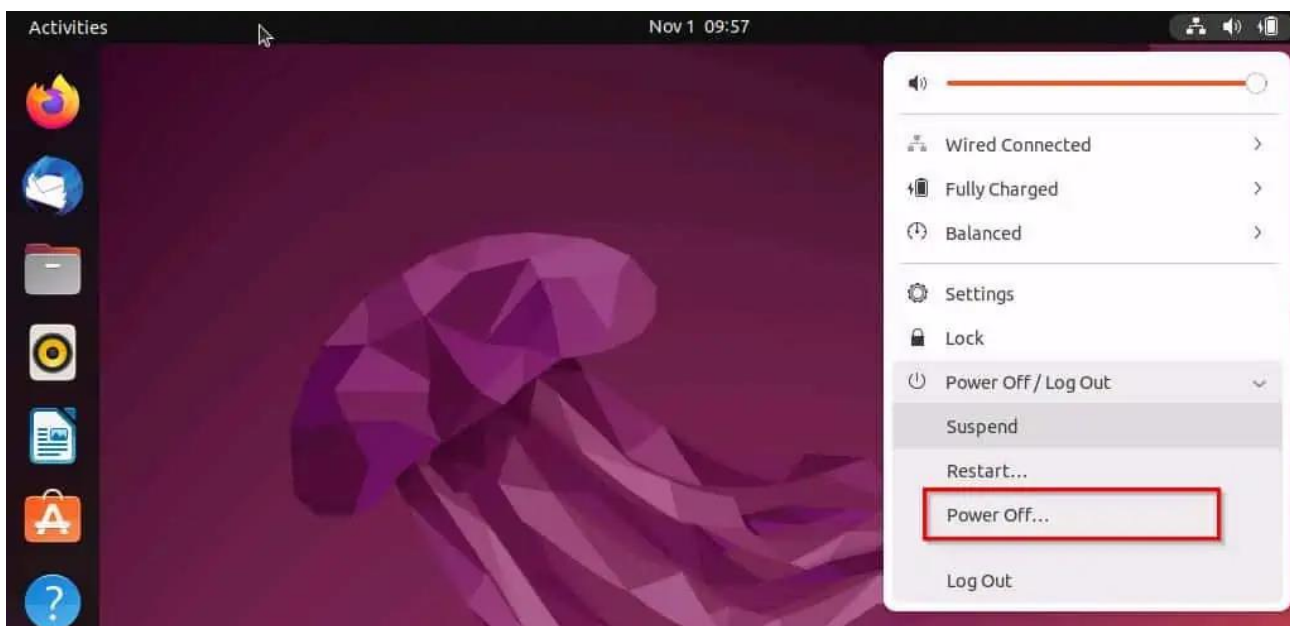 Activities
Nov 1 09:57
Wired Connected
Fully Charged
Balanced
Settings
Lock
Power Off / Log Out
Suspend
Restart...
Power Off...
Log Out